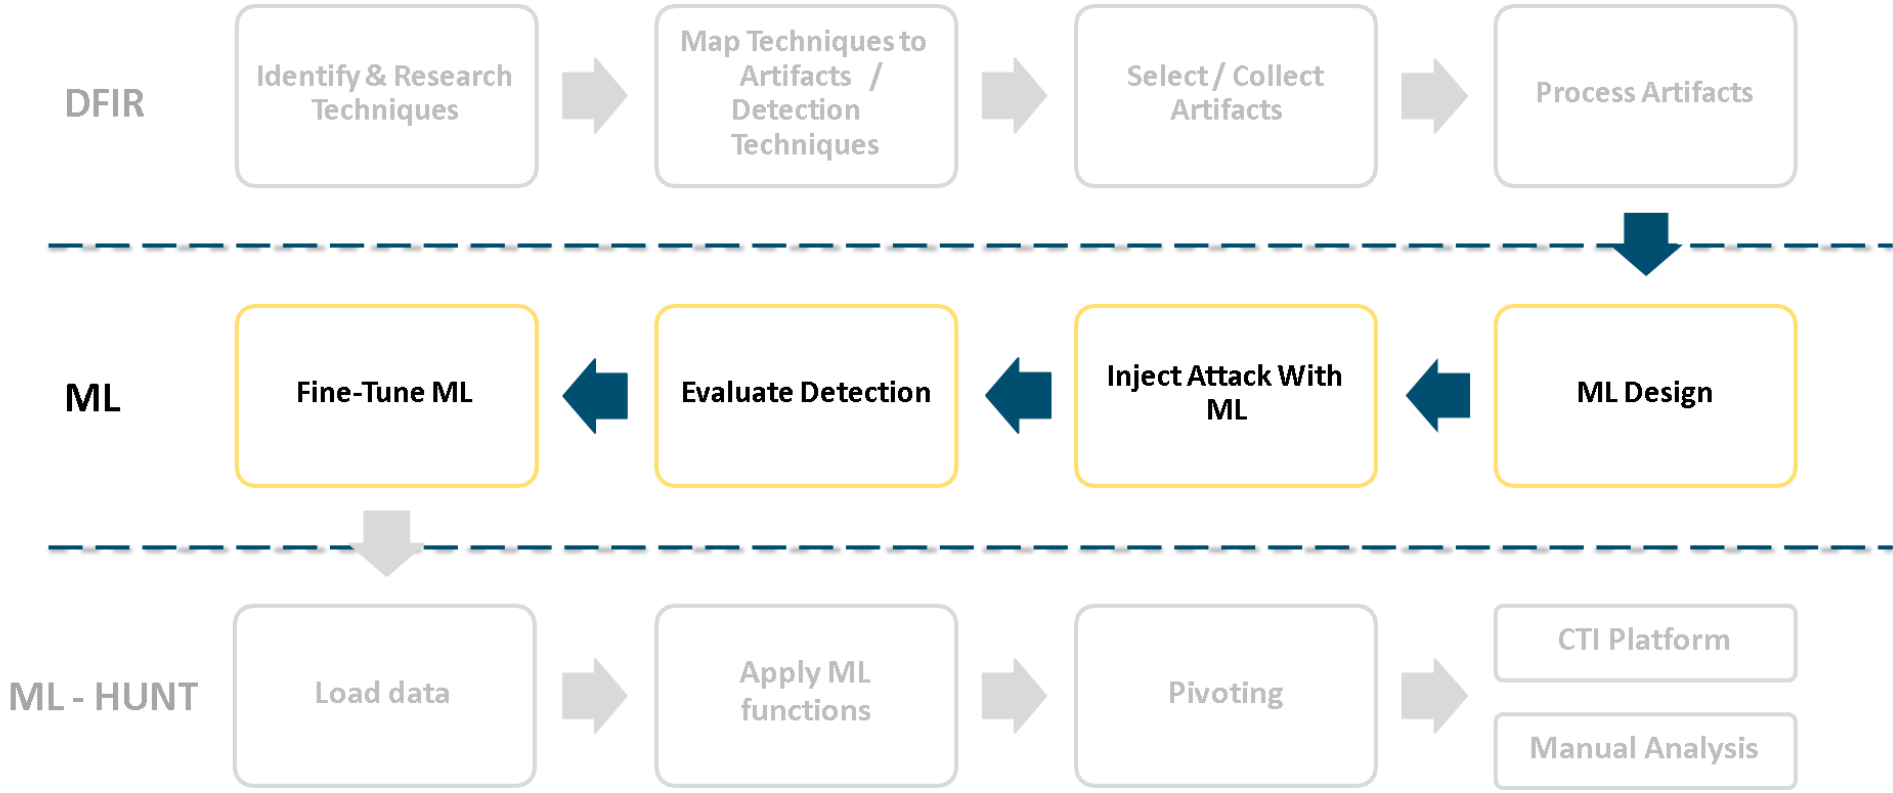 DFIR
Identify & Research
Techniques
Map Techniques to
Artifacts /
Detection
Techniques
Select / Collect
Artifacts
Process Artifacts
ML
Fine-Tune ML
Evaluate Detection
Inject Attack With
ML
ML Design
ML - HUNT
Load data
Apply ML
functions
Pivoting
CTI Platform
Manual Analysis